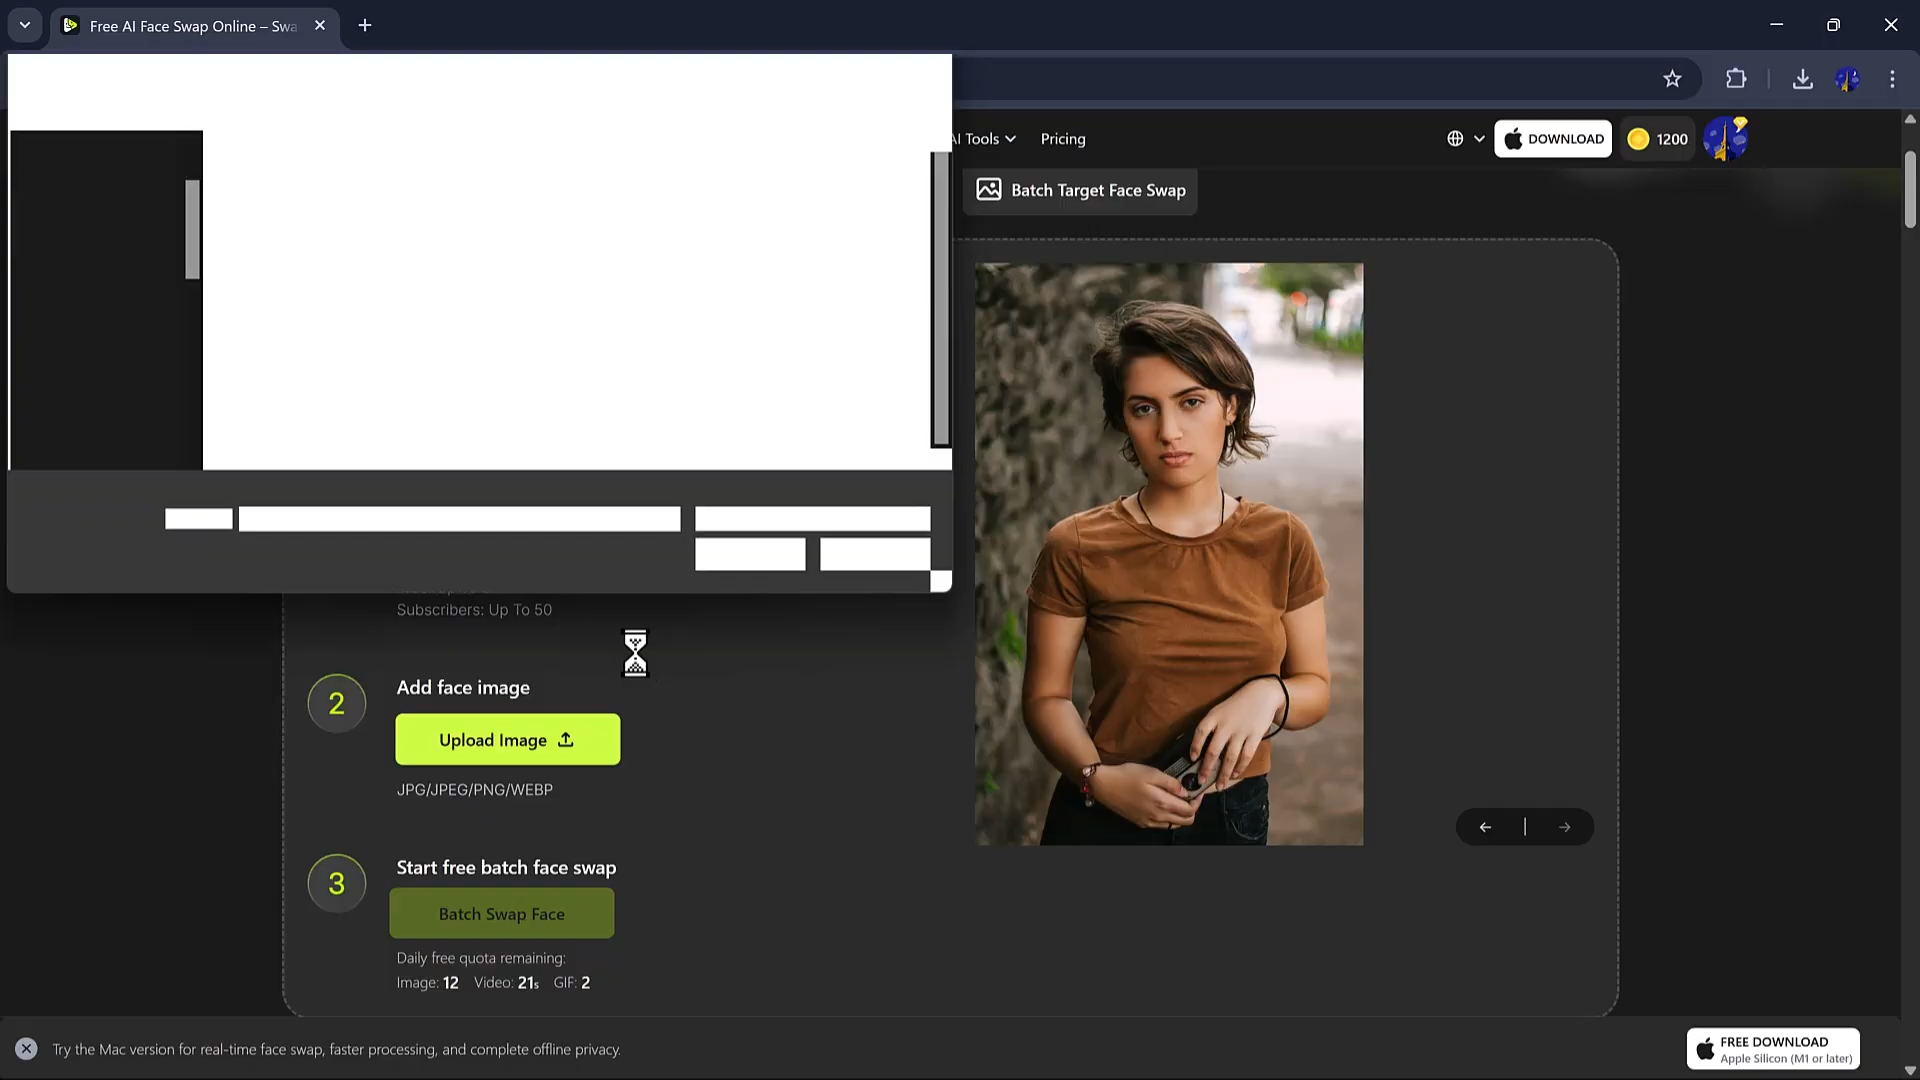 Free AI Face Swap Online – Swa
AI Tools
Pricing
DOWNLOAD
1200
Batch Target Face Swap
Subscribers: Up To 50
2
Add face image
Upload Image
JPG/JPEG/PNG/WEBP
3
Start free batch face swap
Batch Swap Face
Daily free quota remaining:
Image: 12 Video: 21s GIF: 2
Try the Mac version for real-time face swap, faster processing, and complete offline privacy.
FREE DOWNLOAD
Apple Silicon (M1 or later)